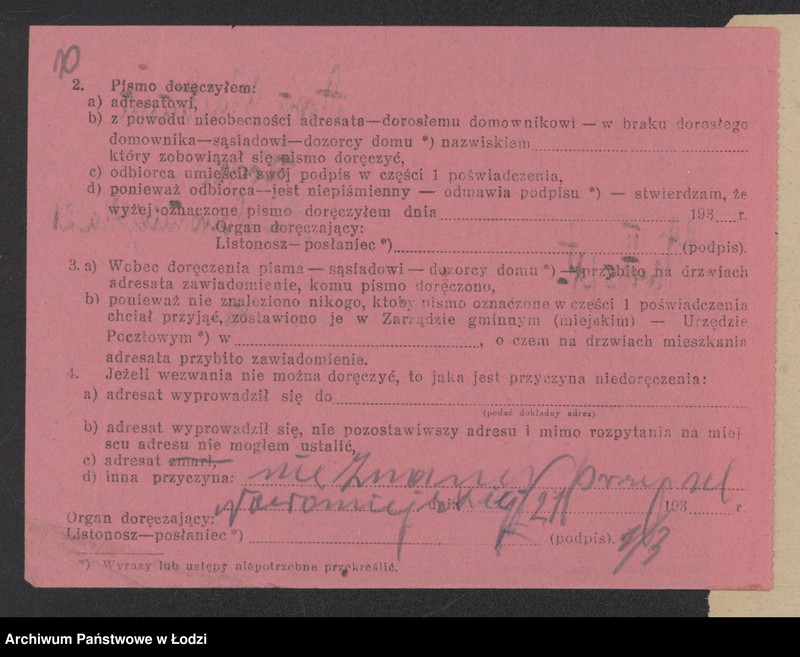 2. Pismo doręczyłem:
a) adresatowi,
b) z powodu nieobecności adresata—dorosłemu domownikowi — w braku dorosłego
domownika—sąsiadowi—dozorcy domu *) nazwiskiem
który zobowiązał się pismo doręczyć,
c) odbiorca umieścił swój podpis w części 1 poświadczenia,
d) ponieważ odbiorca—jest niepiśmienny — odmawia podpisu *) — stwierdzam, że
wyżej oznaczone pismo doręczyłem dnia 193 r.
Organ doręczający:
Listonosz—posłaniec *) (podpis).
3. a) Wobec doręczenia pisma — sąsiadowi — dozorcy domu *) — przybito na drzwiach
adresata zawiadomienie, komu pismo doręczono,
b) ponieważ nie znaleziono nikogo, ktoby pismo oznaczone w części 1 poświadczenia
chciał przyjąć, zostawiono je w Zarządzie gminnym (miejskim) — Urzędzie
Pocztowym *) w , o czem na drzwiach mieszkania
adresata przybito zawiadomienie.
4. Jeżeli wezwania nie można doręczyć, to jaka jest przyczyna niedoręczenia:
a) adresat wyprowadził się do
(podać dokładny adres).
b) adresat wyprowadził się, nie pozostawiwszy adresu i mimo rozpytania na miej
scu adresu nie mogłem ustalić,
c) adresat zmarł,
d) inna przyczyna: nie znany
Nowomiejskiej 21 193 r
Organ doręczający:
Listonosz—posłaniec *) (podpis). 1/3
*) Wyrazy lub ustępy niepotrzebne przekreślić.
Archiwum Państwowe w Łodzi